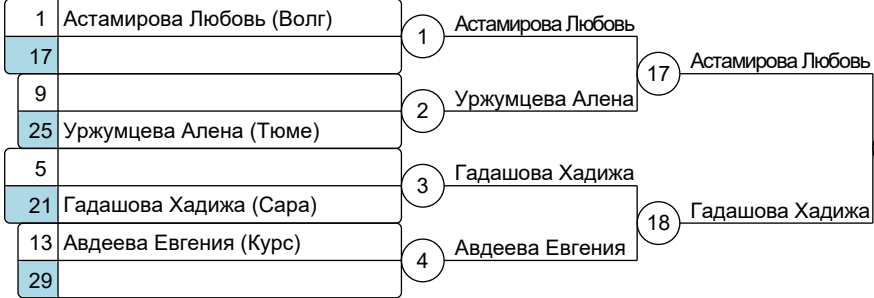 1 Астамирова Любовь (Волг)
17
1 Астамирова Любовь
9
25 Уржумцева Алена (Тюме)
2 Уржумцева Алена
17 Астамирова Любовь
5
21 Гадашова Хадижа (Сара)
3 Гадашова Хадижа
13 Авдеева Евгения (Курс)
29
4 Авдеева Евгения
18 Гадашова Хадижа